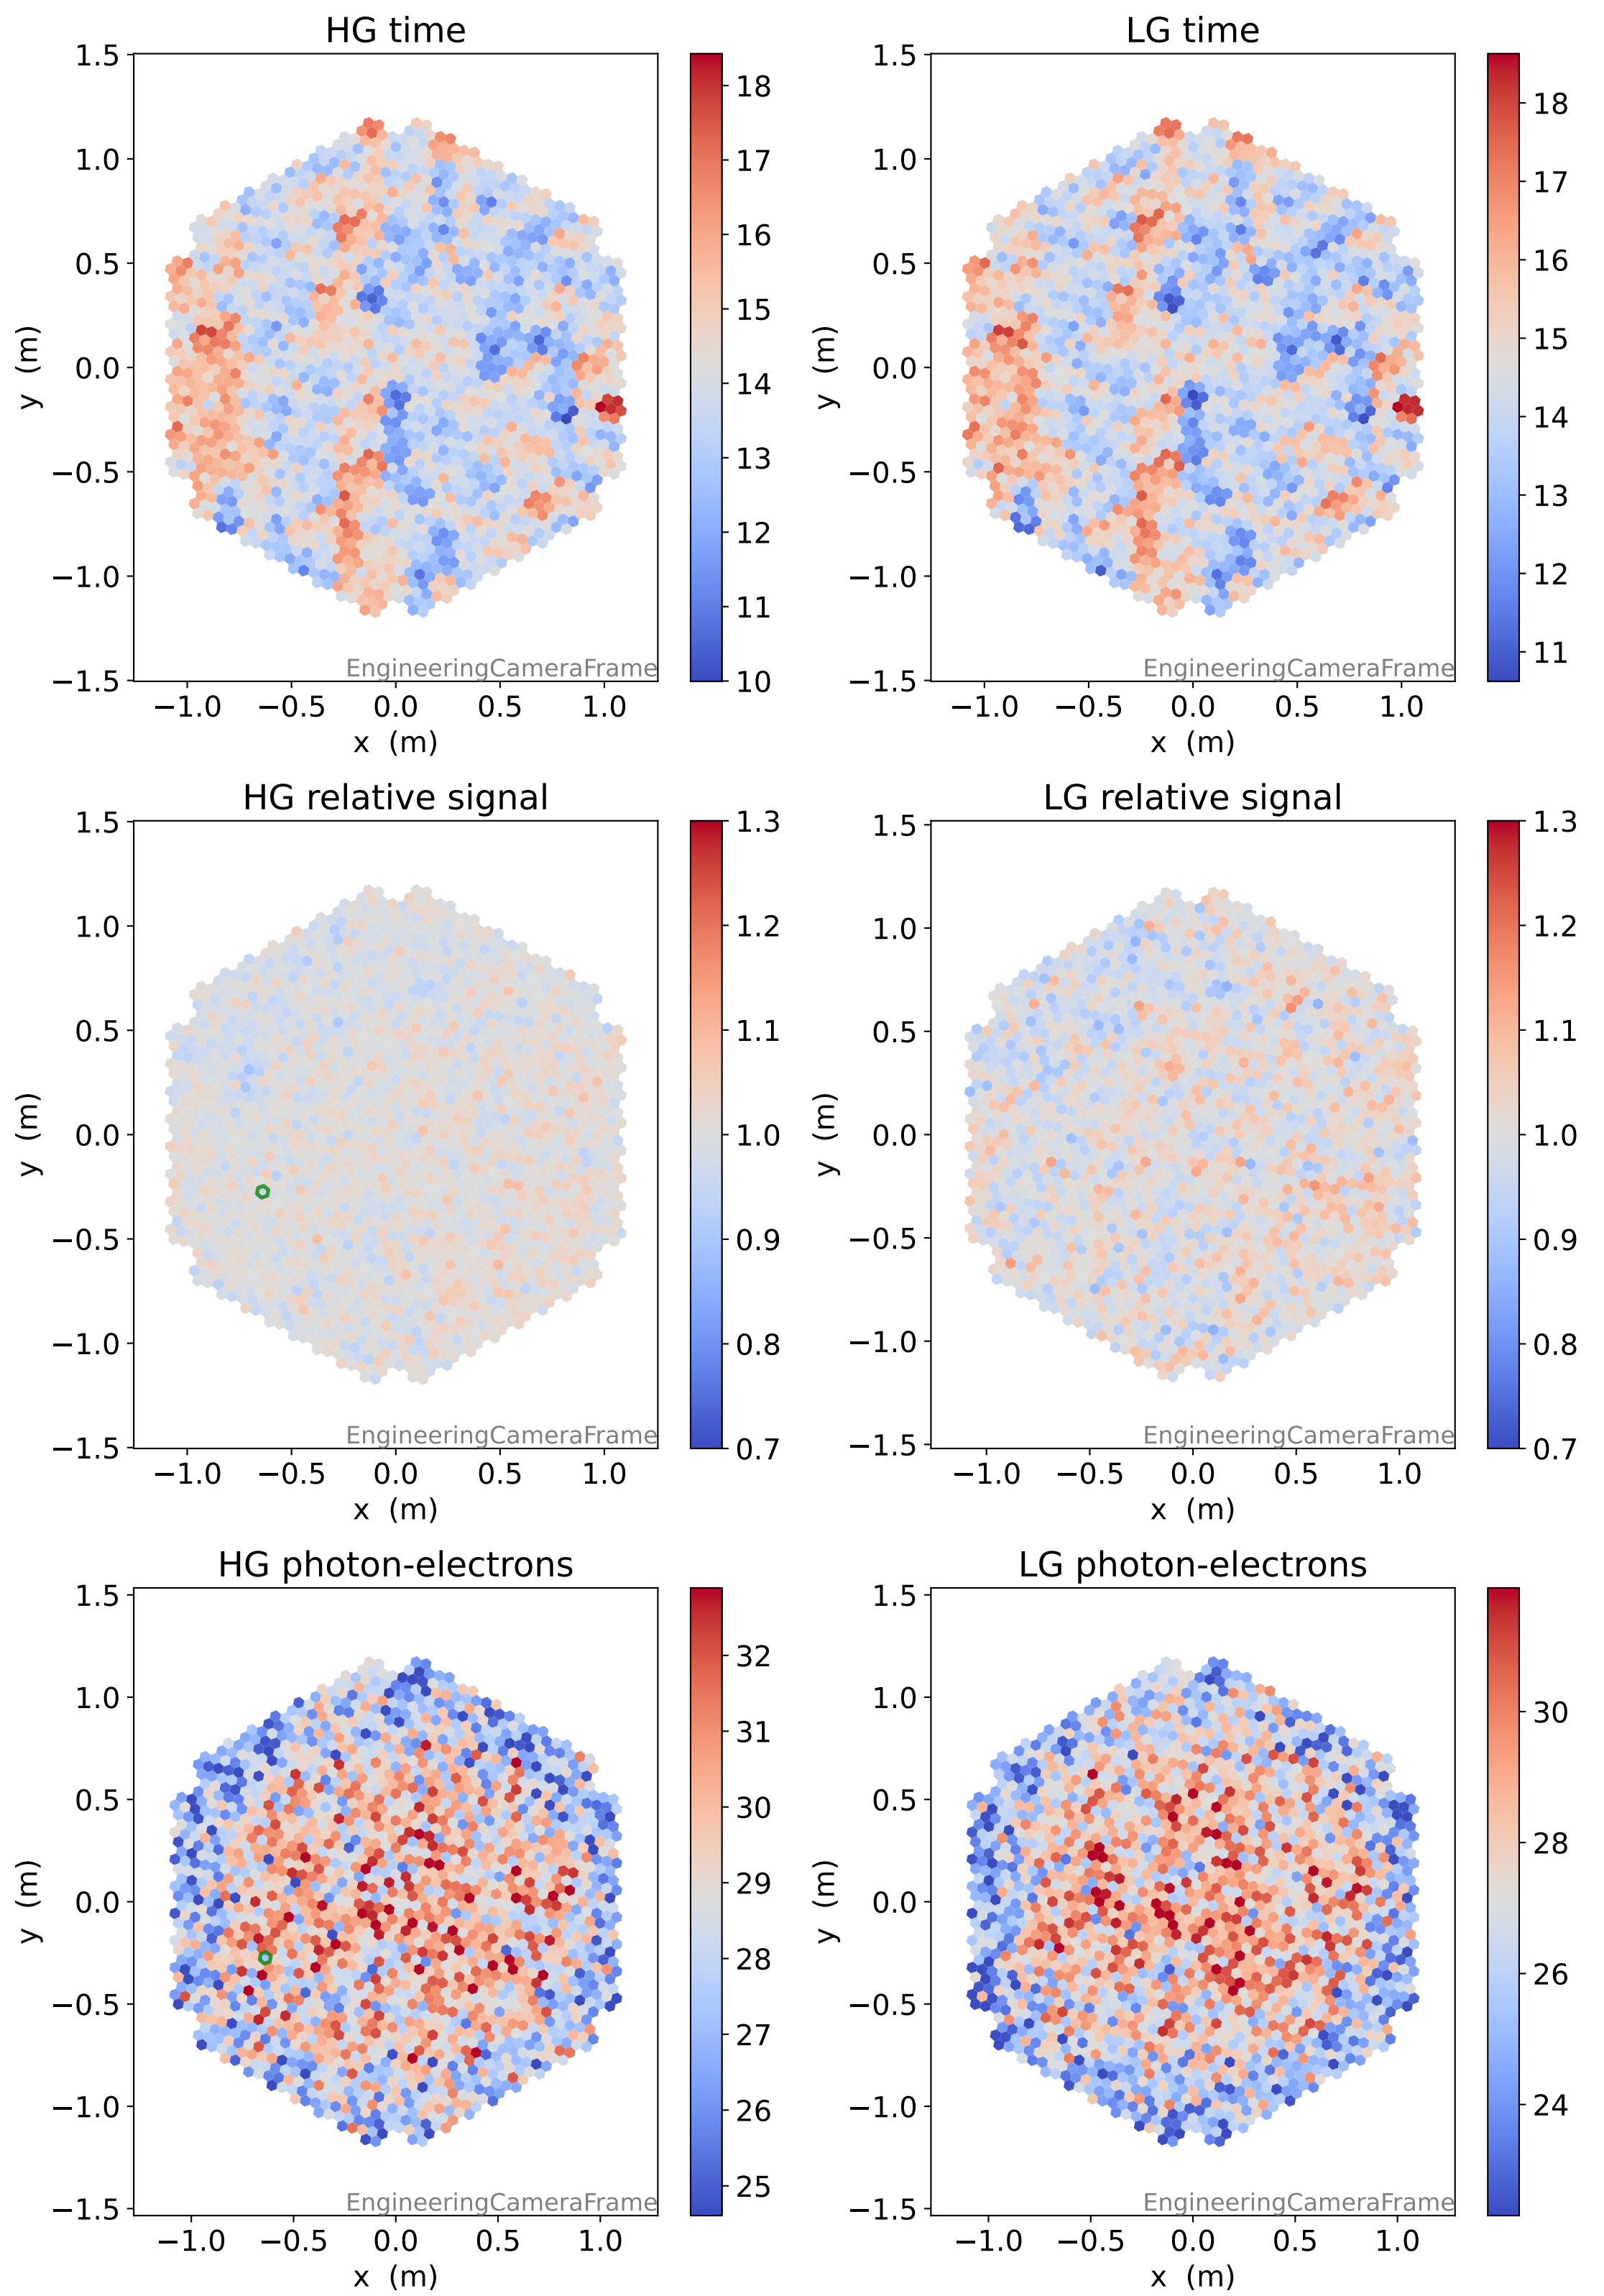 HG time
1.5
1.0
0.5
0.0
−0.5
−1.0
−1.5
y (m)
−1.0 −0.5 0.0 0.5 1.0
x (m)
EngineeringCameraFrame
18
17
16
15
14
13
12
11
10
LG time
1.5
1.0
0.5
0.0
−0.5
−1.0
−1.5
y (m)
−1.0 −0.5 0.0 0.5 1.0
x (m)
EngineeringCameraFrame
18
17
16
15
14
13
12
11
HG relative signal
1.5
1.0
0.5
0.0
−0.5
−1.0
−1.5
y (m)
−1.0 −0.5 0.0 0.5 1.0
x (m)
EngineeringCameraFrame
1.3
1.2
1.1
1.0
0.9
0.8
0.7
LG relative signal
1.5
1.0
0.5
0.0
−0.5
−1.0
−1.5
y (m)
−1.0 −0.5 0.0 0.5 1.0
x (m)
EngineeringCameraFrame
1.3
1.2
1.1
1.0
0.9
0.8
0.7
HG photon-electrons
1.5
1.0
0.5
0.0
−0.5
−1.0
−1.5
y (m)
−1.0 −0.5 0.0 0.5 1.0
x (m)
EngineeringCameraFrame
32
31
30
29
28
27
26
25
LG photon-electrons
1.5
1.0
0.5
0.0
−0.5
−1.0
−1.5
y (m)
−1.0 −0.5 0.0 0.5 1.0
x (m)
EngineeringCameraFrame
30
28
26
24